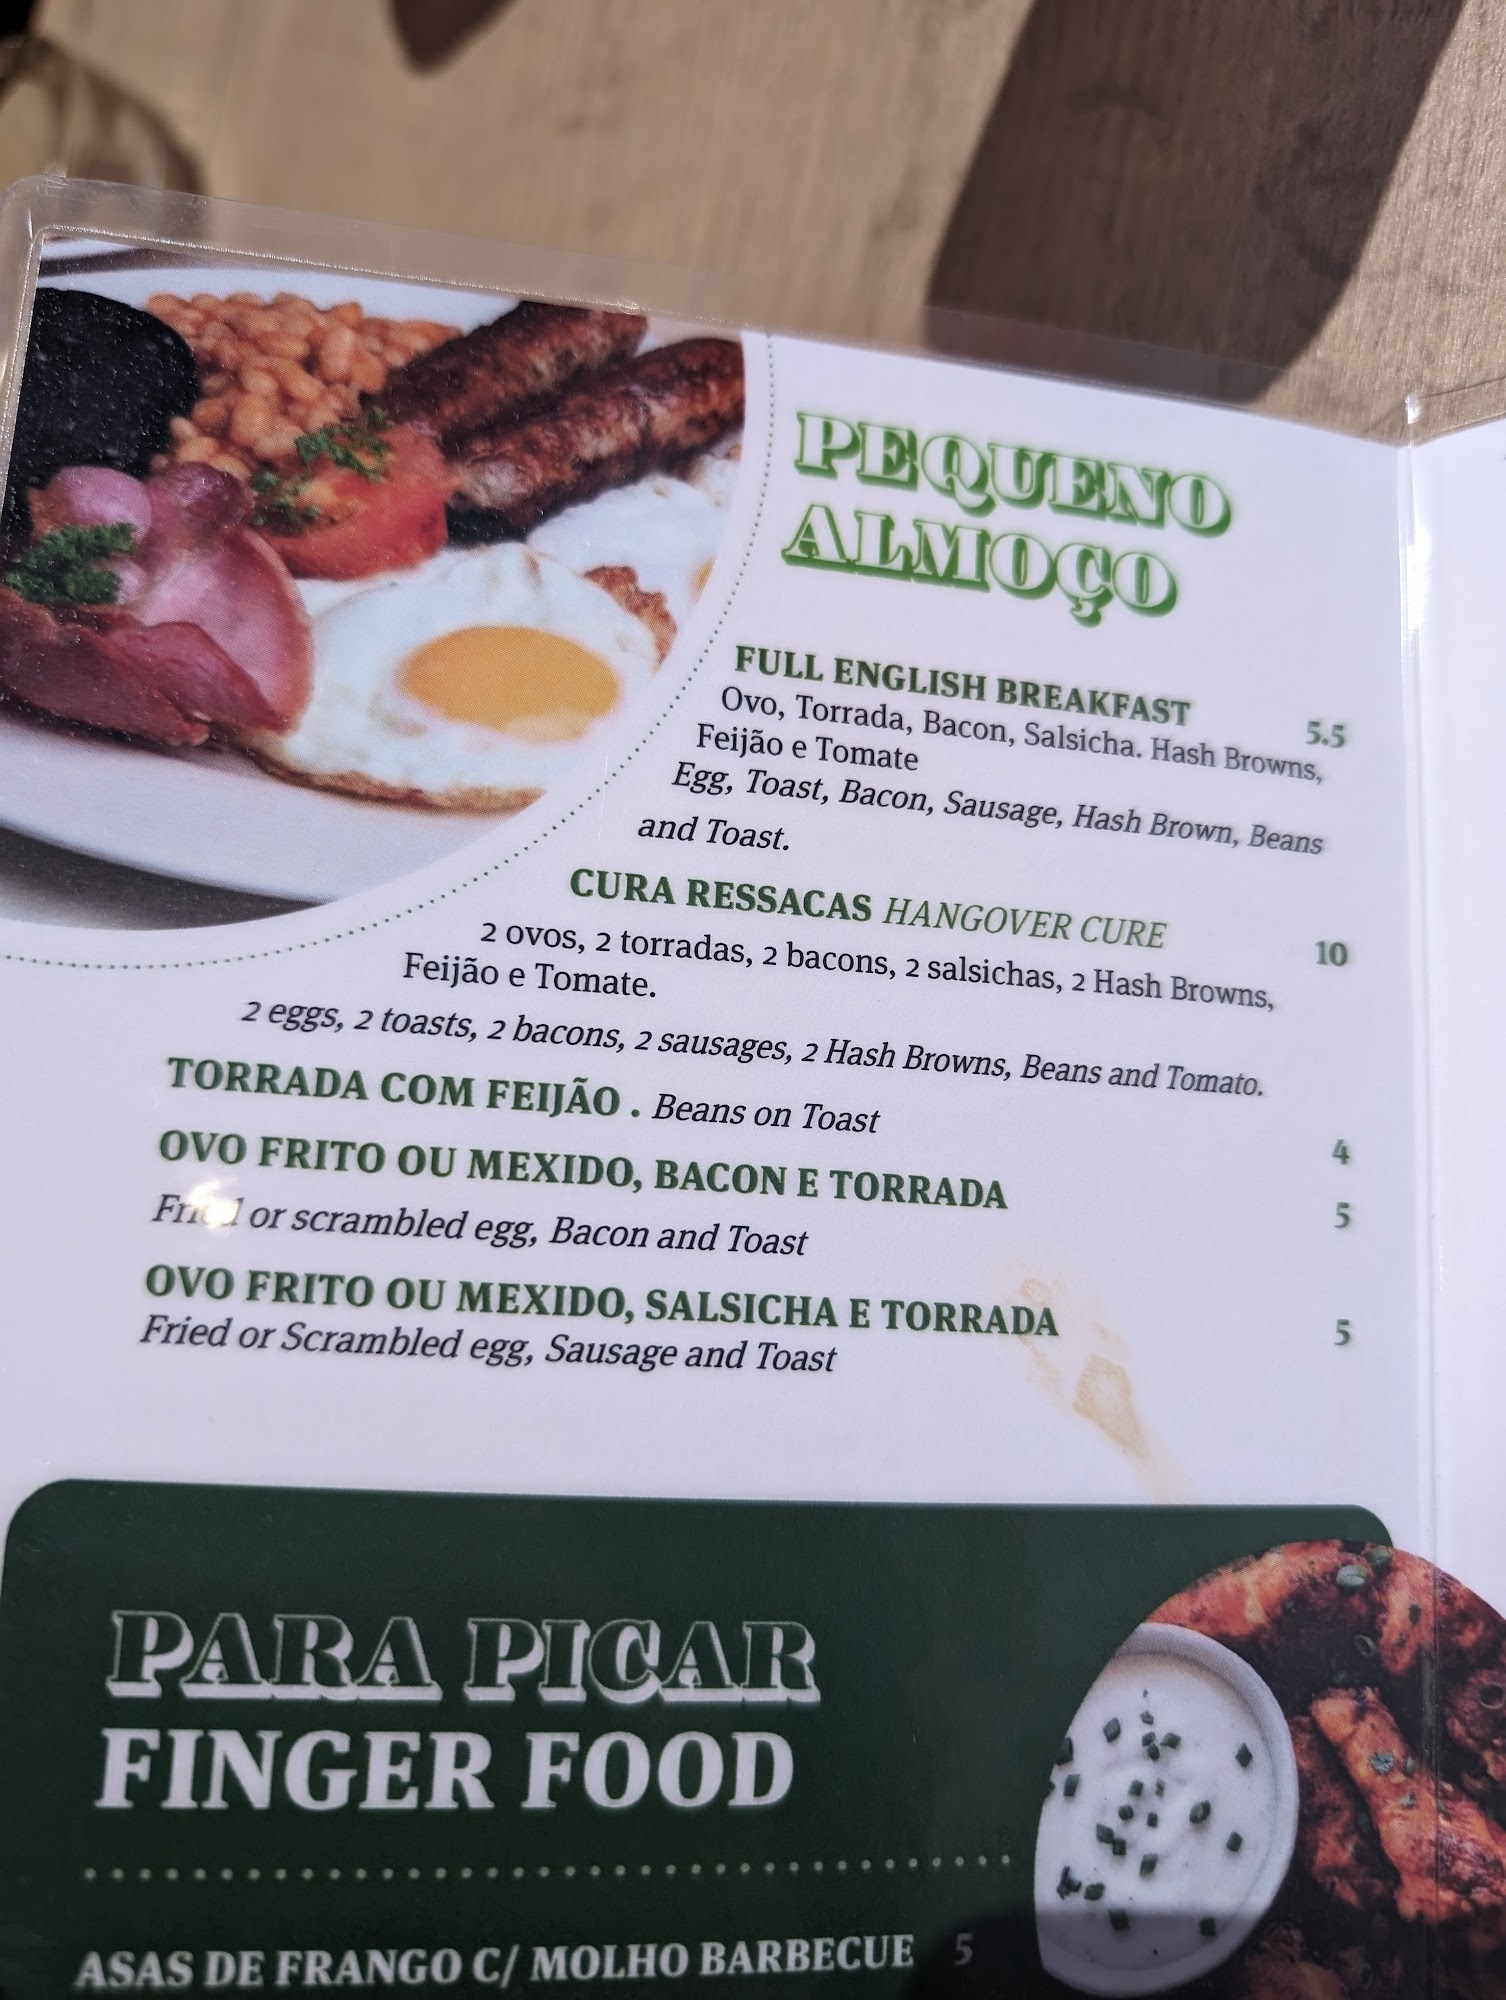 PEQUENO
ALMOÇO
FULL ENGLISH BREAKFAST 5.5
Ovo, Torrada, Bacon, Salsicha. Hash Browns,
Feijão e Tomate
Egg, Toast, Bacon, Sausage, Hash Brown, Beans
and Toast.
CURA RESSACAS HANGOVER CURE 10
2 ovos, 2 torradas, 2 bacons, 2 salsichas, 2 Hash Browns,
Feijão e Tomate.
2 eggs, 2 toasts, 2 bacons, 2 sausages, 2 Hash Browns, Beans and Tomato.
TORRADA COM FEIJÃO . Beans on Toast 4
OVO FRITO OU MEXIDO, BACON E TORRADA 5
Fried or scrambled egg, Bacon and Toast
OVO FRITO OU MEXIDO, SALSICHA E TORRADA 5
Fried or Scrambled egg, Sausage and Toast
PARA PICAR
FINGER FOOD
ASAS DE FRANGO C/ MOLHO BARBECUE 5